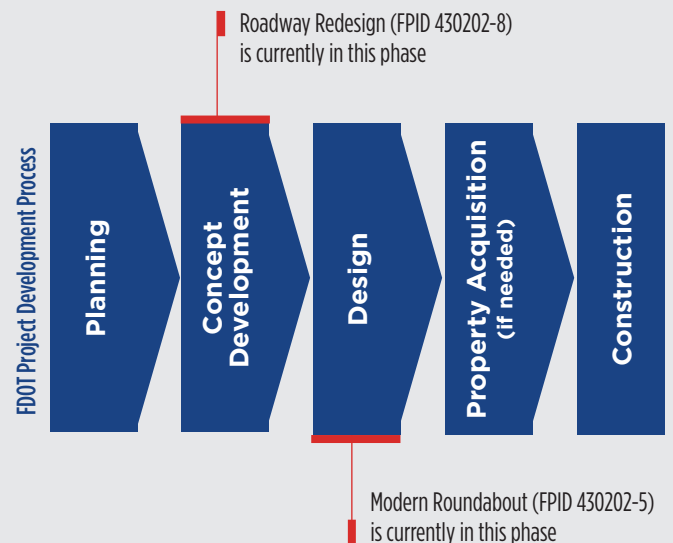 Roadway Redesign (FPID 430202-8)
is currently in this phase
FDOT Project Development Process
Planning
Concept
Development
Design
Property Acquisition
(if needed)
Construction
Modern Roundabout (FPID 430202-5)
is currently in this phase